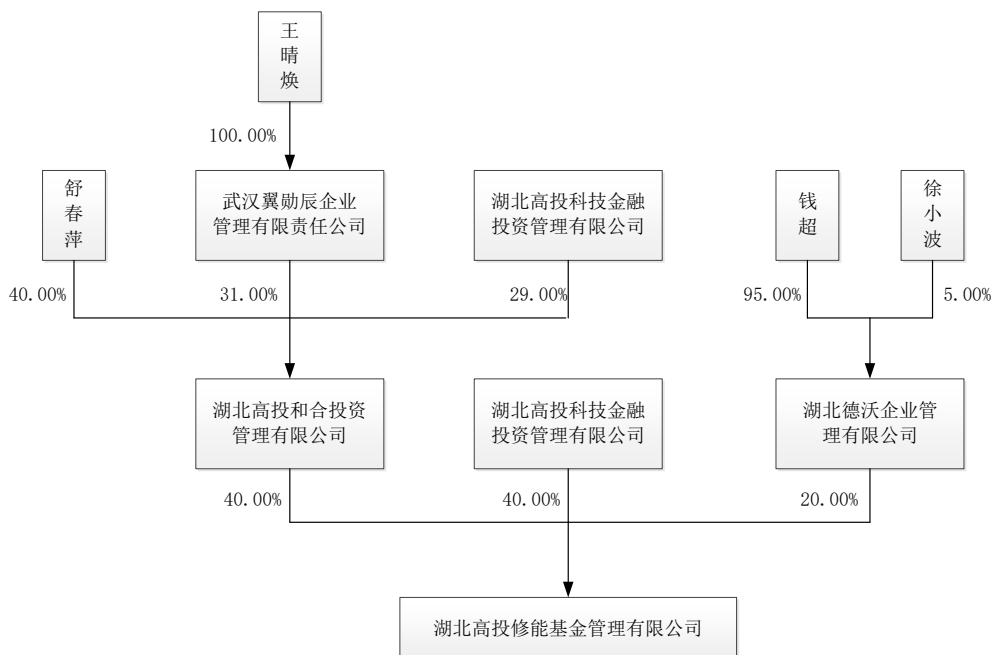 王
晴
焕
100.00%
舒
春
萍
武汉翼勋辰企业
管理有限责任公司
湖北高投科技金融
投资管理有限公司
钱
超
徐
小
波
40.00%
31.00%
29.00%
95.00%
5.00%
湖北高投和合投资
管理有限公司
湖北高投科技金融
投资管理有限公司
湖北德沃企业管
理有限公司
40.00%
40.00%
20.00%
湖北高投修能基金管理有限公司